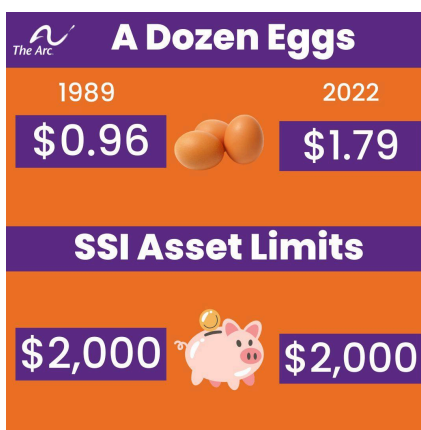 The Arc
A Dozen Eggs
1989 2022
$0.96 $1.79
SSI Asset Limits
$2,000 $2,000